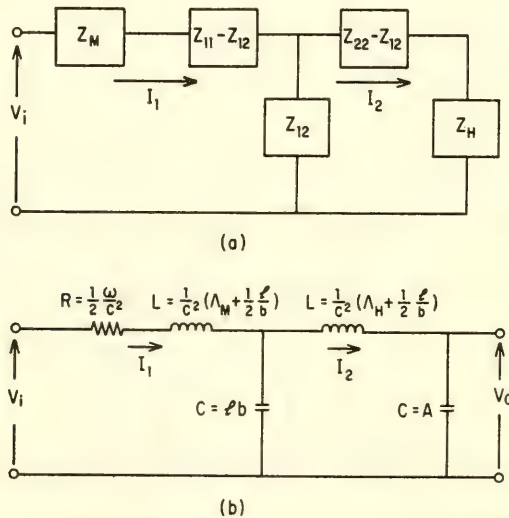 Z_M
Z_11 − Z_12
Z_22 − Z_12
V_i
I_1
I_2
Z_12
Z_H
(a)
R = 1/2 ω/c²
L = 1/c² (Λ_M + 1/2 ℓ/b)
L = 1/c² (Λ_H + 1/2 ℓ/b)
I_1
I_2
V_i
C = ℓb
C = A
(b)